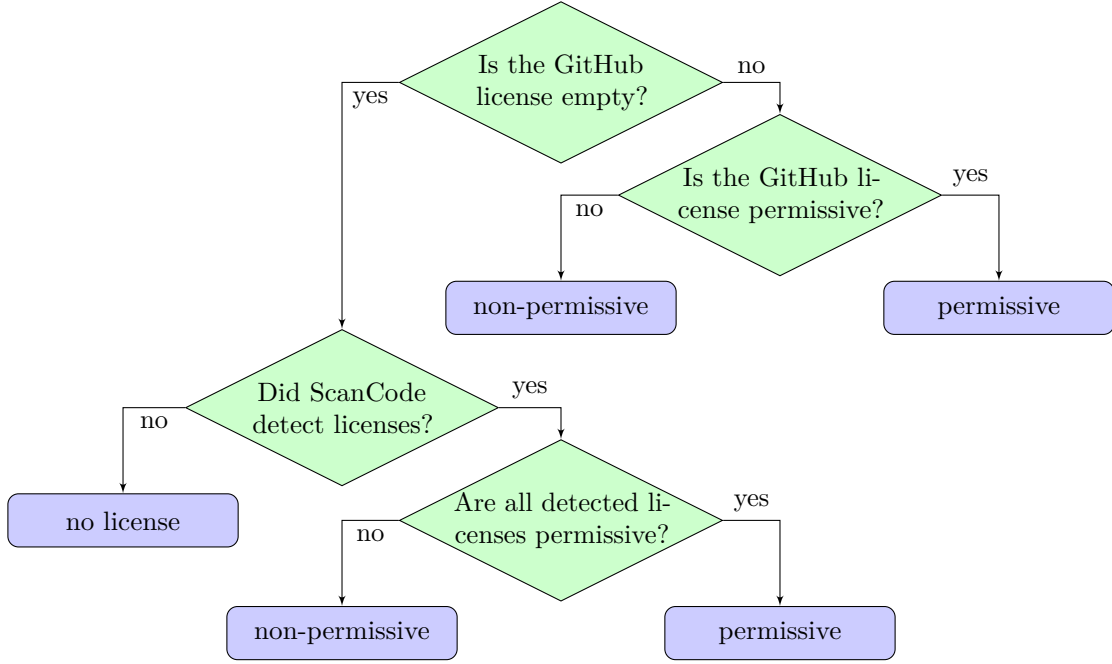 Is the GitHub
license empty?
yes
no
Is the GitHub li-
cense permissive?
no
yes
non-permissive
permissive
Did ScanCode
detect licenses?
no
yes
no license
Are all detected li-
censes permissive?
no
yes
non-permissive
permissive